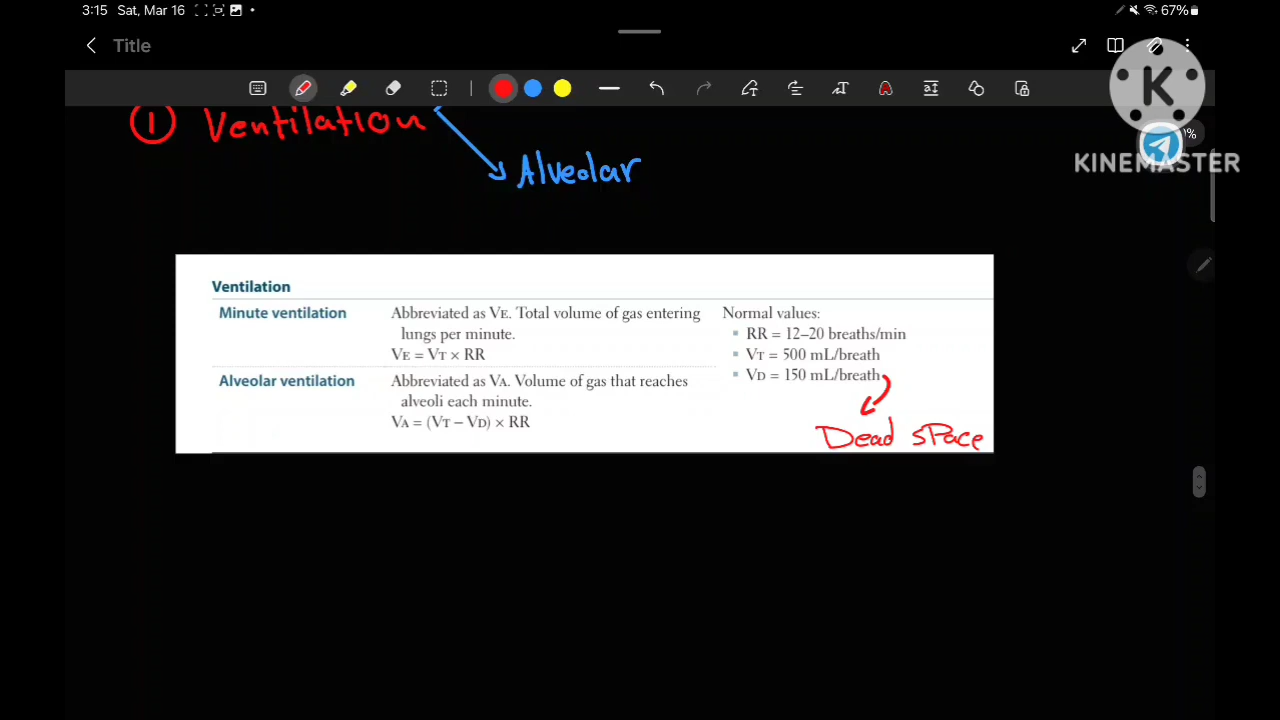 3:15 Sat, Mar 16
67%
Title
KINEMASTER
① Ventilation
Alveolar
Ventilation
Minute ventilation
Abbreviated as VE. Total volume of gas entering
lungs per minute.
VE = VT × RR
Normal values:
RR = 12–20 breaths/min
VT = 500 mL/breath
VD = 150 mL/breath
Alveolar ventilation
Abbreviated as VA. Volume of gas that reaches
alveoli each minute.
VA = (VT – VD) × RR
Dead sPace